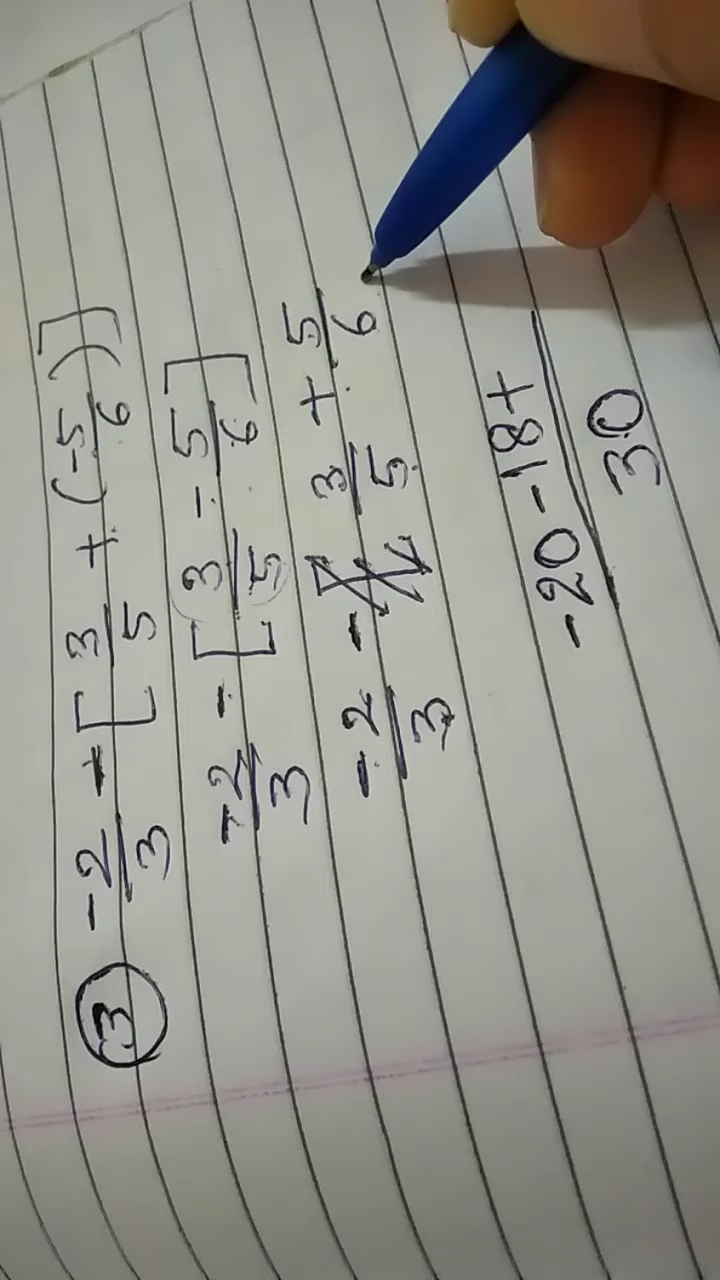 ③ -2/3 - [3/5 + (-5/6)]
-2/3 - [3/5 - 5/6]
-2/3 - 3/5 + 5/6
-20-18+
30